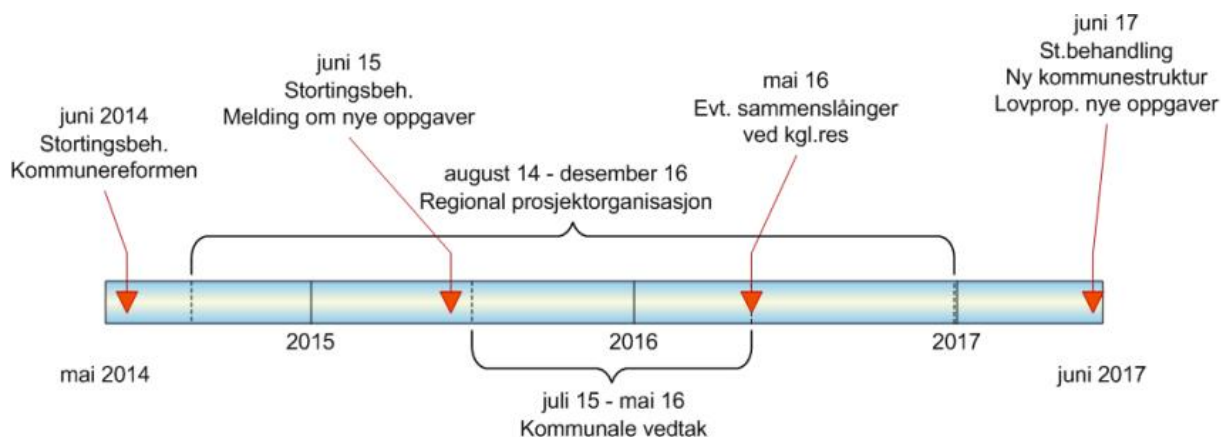 juni 2014
Stortingsbeh.
Kommunereformen
juni 15
Stortingsbeh.
Melding om nye oppgaver
august 14 - desember 16
Regional prosjektorganisasjon
mai 16
Evt. sammenslåinger
ved kgl.res
juni 17
St.behandling
Ny kommunestruktur
Lovprop. nye oppgaver
2015
2016
2017
mai 2014
juni 2017
juli 15 - mai 16
Kommunale vedtak